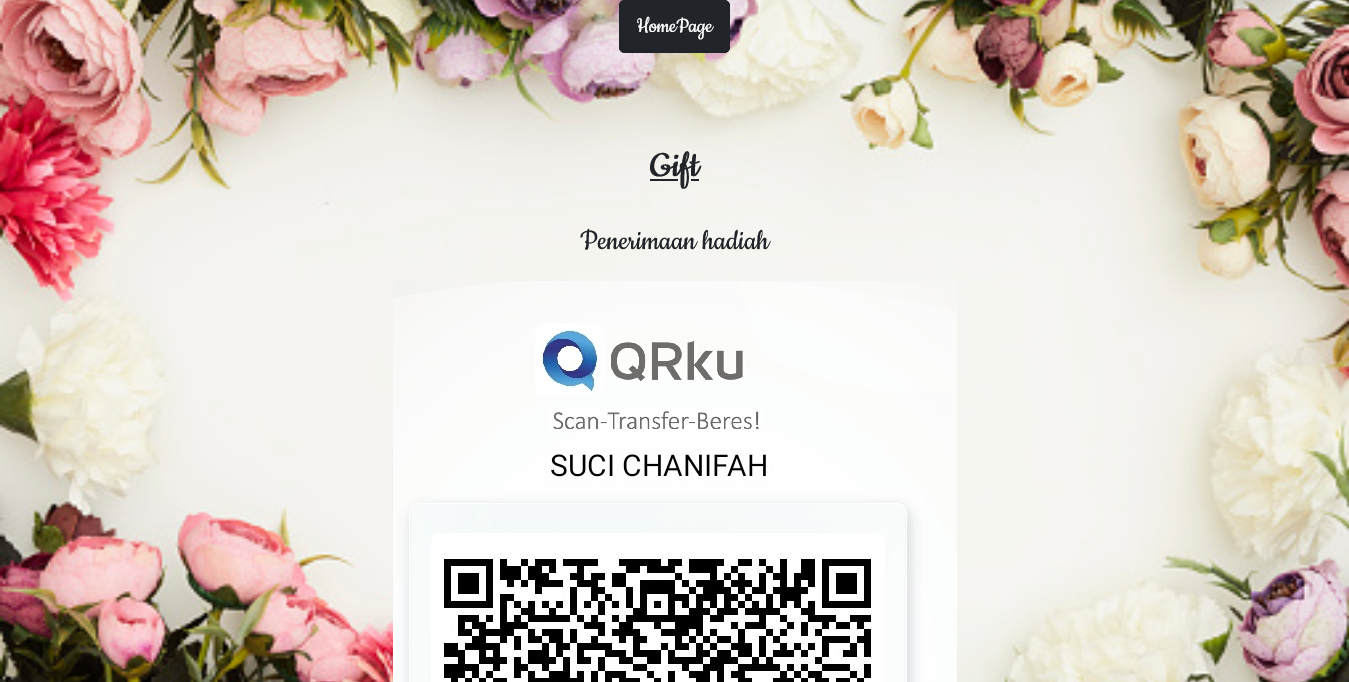 HomePage
Gift
Penerimaan hadiah
QRku
Scan-Transfer-Beres!
SUCI CHANIFAH